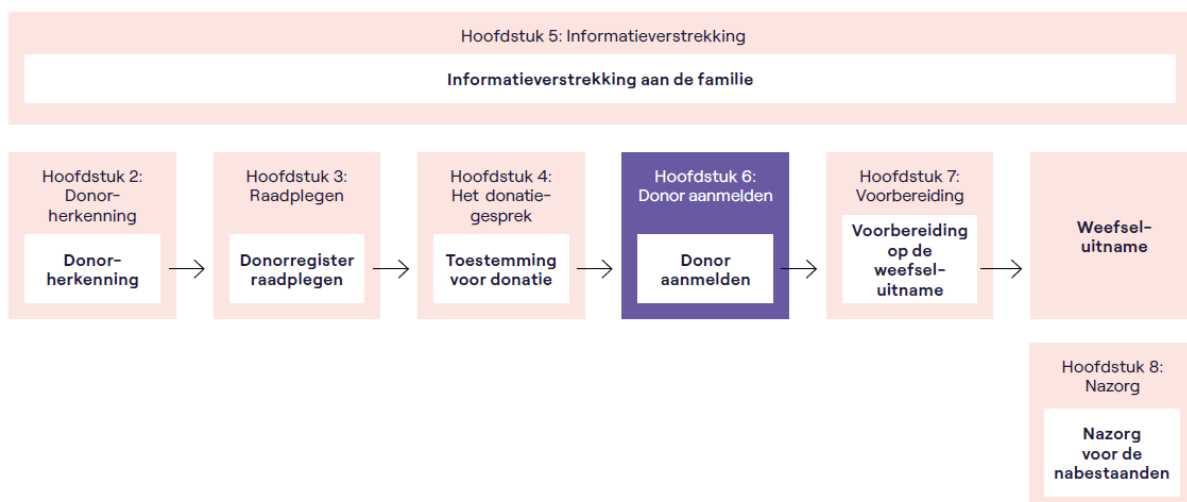 Hoofdstuk 5: Informatieverstrekking
Informatieverstrekking aan de familie
Hoofdstuk 2:
Donor-
herkenning
Donor-
herkenning
Hoofdstuk 3:
Raadplegen
Donorregister
raadplegen
Hoofdstuk 4:
Het donatie-
gesprek
Toestemming
voor donatie
Hoofdstuk 6:
Donor aanmelden
Donor
aanmelden
Hoofdstuk 7:
Voorbereiding
Voorbereiding
op de
weefsel-
uitname
Weefsel-
uitname
Hoofdstuk 8:
Nazorg
Nazorg
voor de
nabestaanden